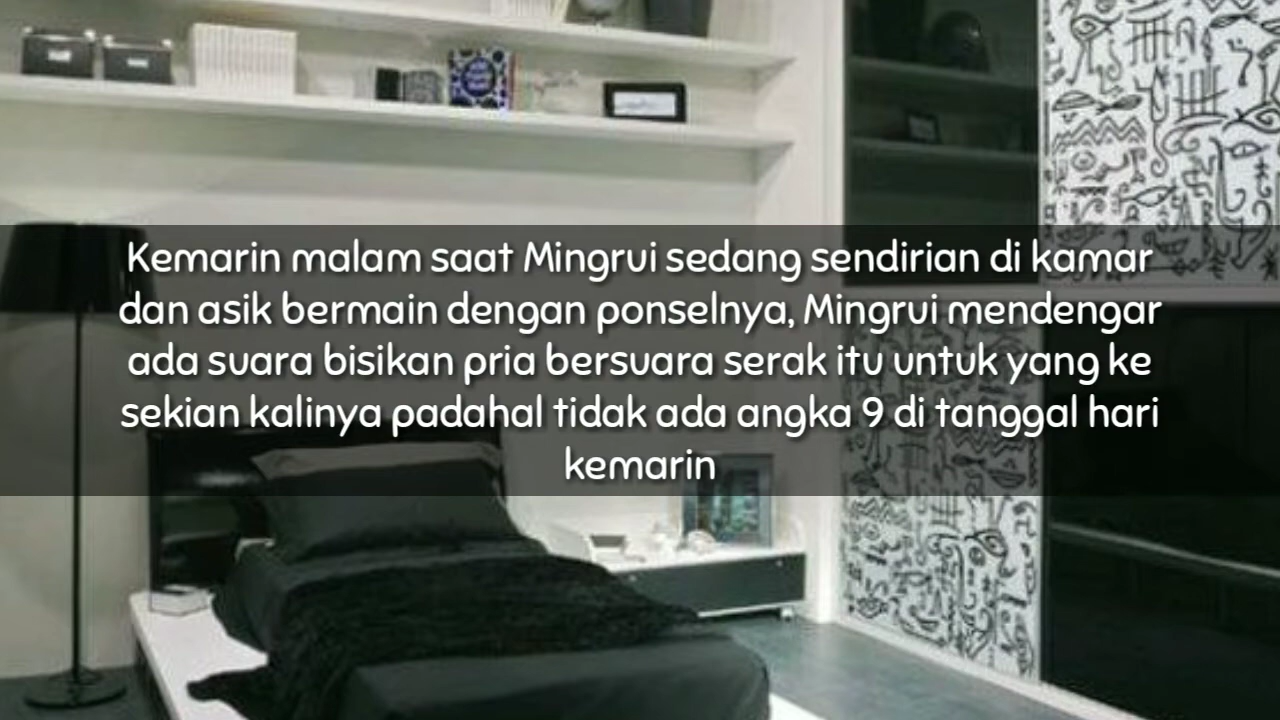 Kemarin malam saat Mingrui sedang sendirian di kamar
dan asik bermain dengan ponselnya, Mingrui mendengar
ada suara bisikan pria bersuara serak itu untuk yang ke
sekian kalinya padahal tidak ada angka 9 di tanggal hari
kemarin